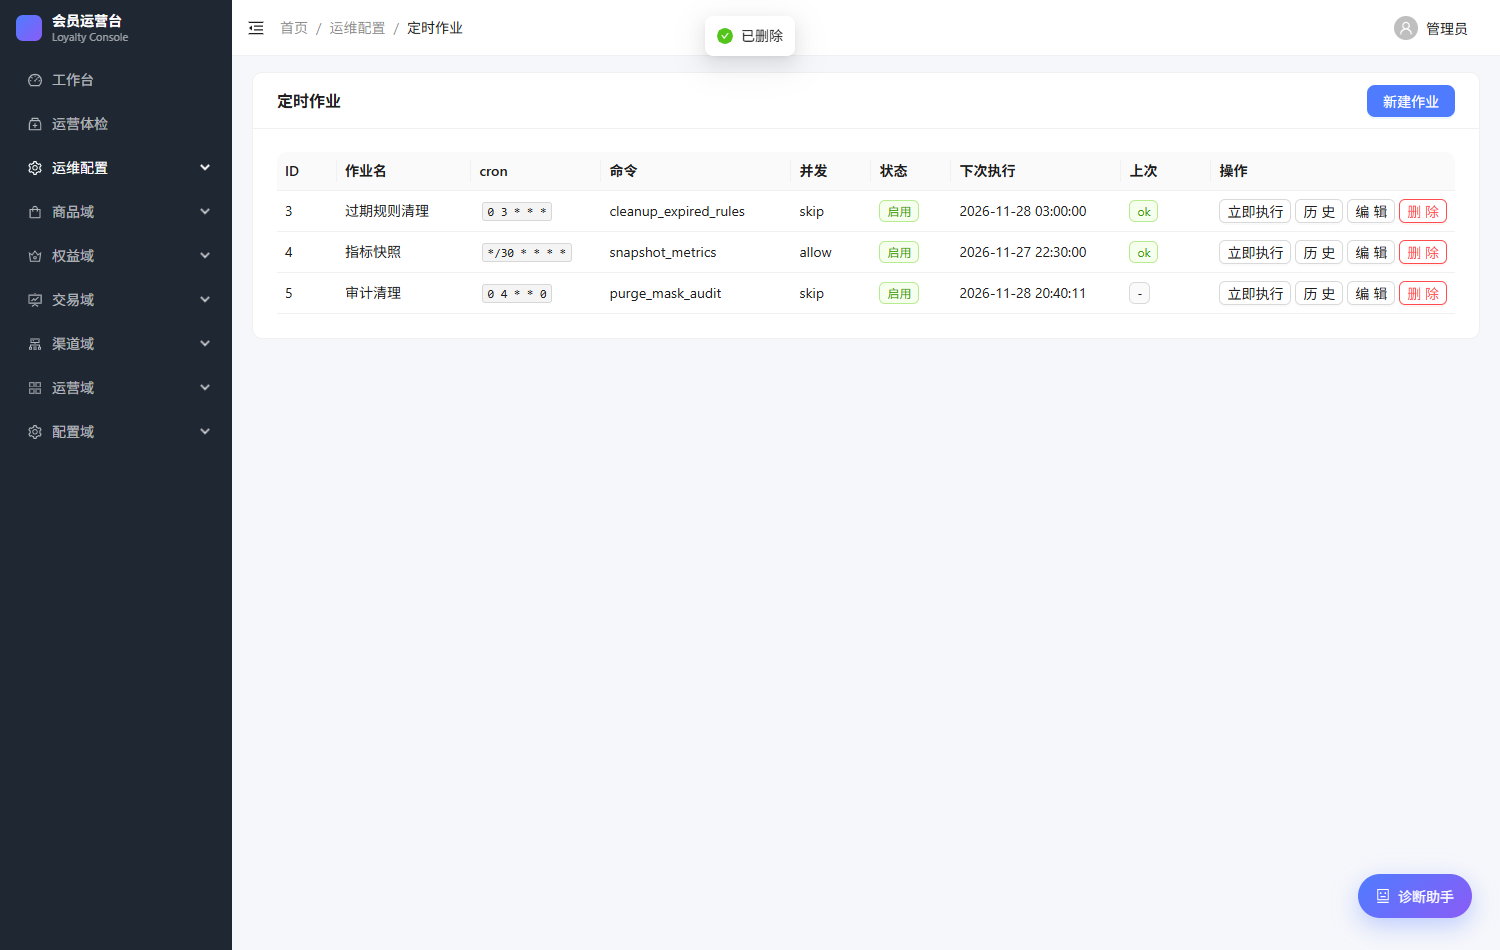 会员运营台
Loyalty Console
工作台
运营体检
运维配置
商品域
权益域
交易域
渠道域
运营域
配置域
首页 / 运维配置 / 定时作业
已删除
管理员
定时作业
新建作业
ID 作业名 cron 命令 并发 状态 下次执行 上次 操作
3 过期规则清理 0 3 * * * cleanup_expired_rules skip 启用 2026-11-28 03:00:00 ok 立即执行 历 史 编 辑 删 除
4 指标快照 */30 * * * * snapshot_metrics allow 启用 2026-11-27 22:30:00 ok 立即执行 历 史 编 辑 删 除
5 审计清理 0 4 * * 0 purge_mask_audit skip 启用 2026-11-28 20:40:11 - 立即执行 历 史 编 辑 删 除
诊断助手